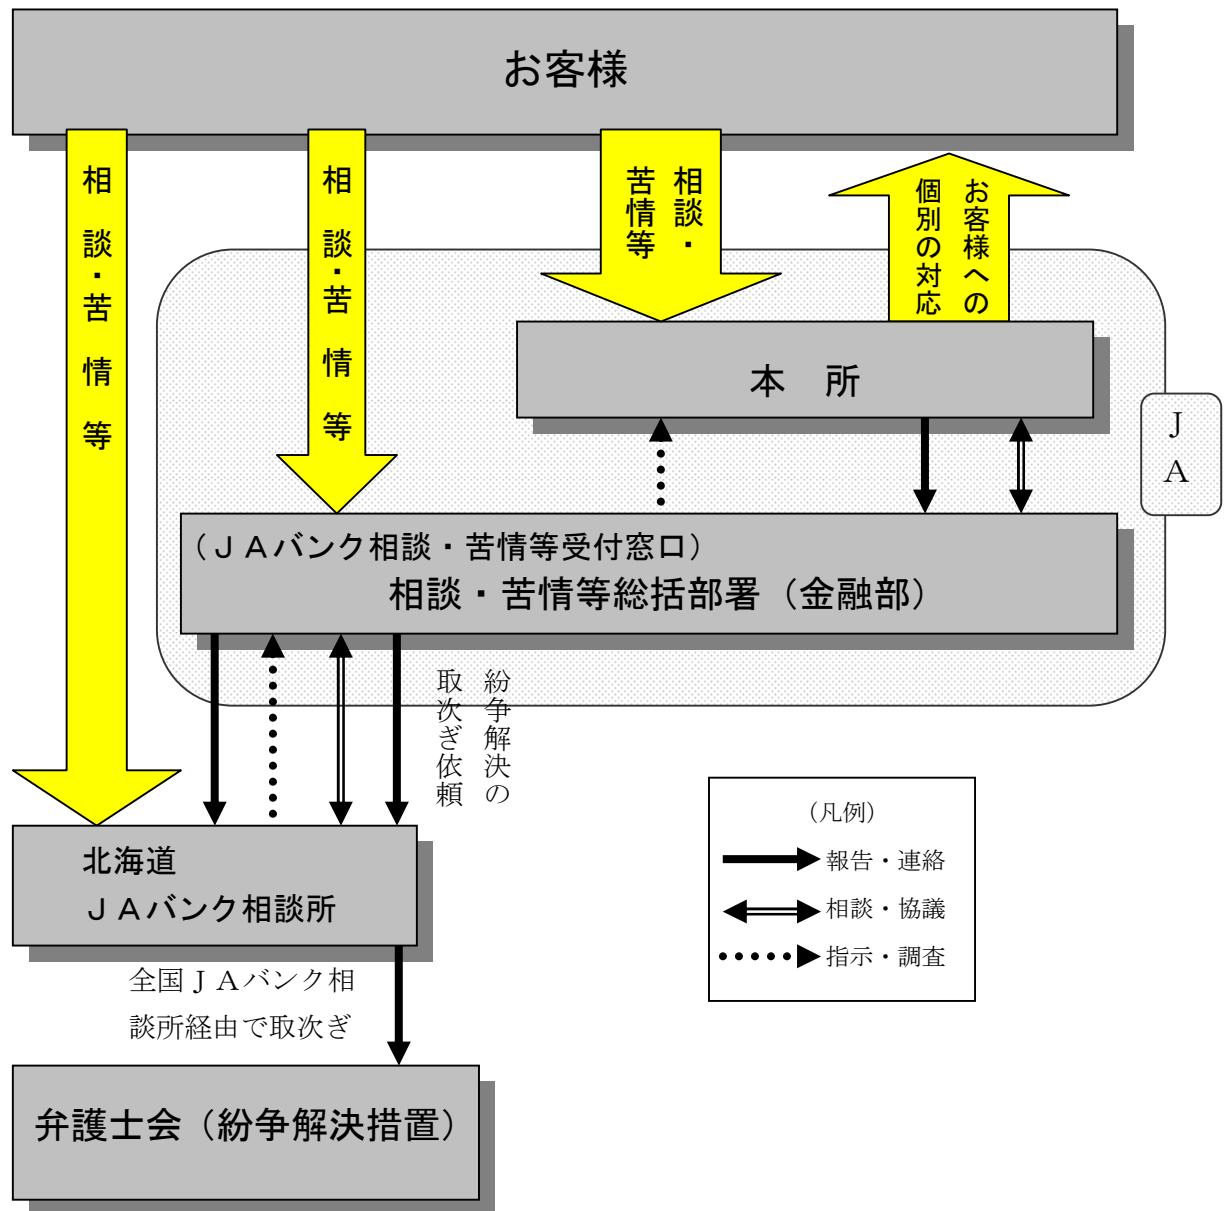 お客様
相談・苦情等
相談・苦情等
相談・
苦情等
お客様への
個別の対応
本 所
ＪＡ
（ＪＡバンク相談・苦情等受付窓口）
相談・苦情等総括部署（金融部）
紛争解決の
取次ぎ依頼
（凡例）
報告・連絡
相談・協議
指示・調査
北海道
ＪＡバンク相談所
全国ＪＡバンク相
談所経由で取次ぎ
弁護士会（紛争解決措置）